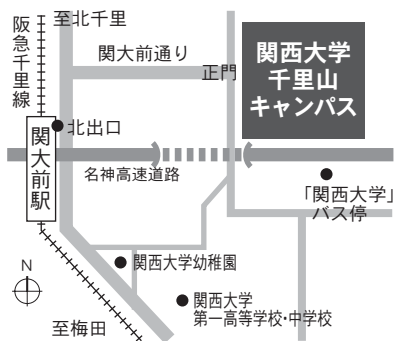 至北千里
阪急千里線
関大前通り
正門
関西大学
千里山
キャンパス
北出口
関大前駅
名神高速道路
「関西大学」
バス停
関西大学幼稚園
N
関西大学
第一高等学校・中学校
至梅田